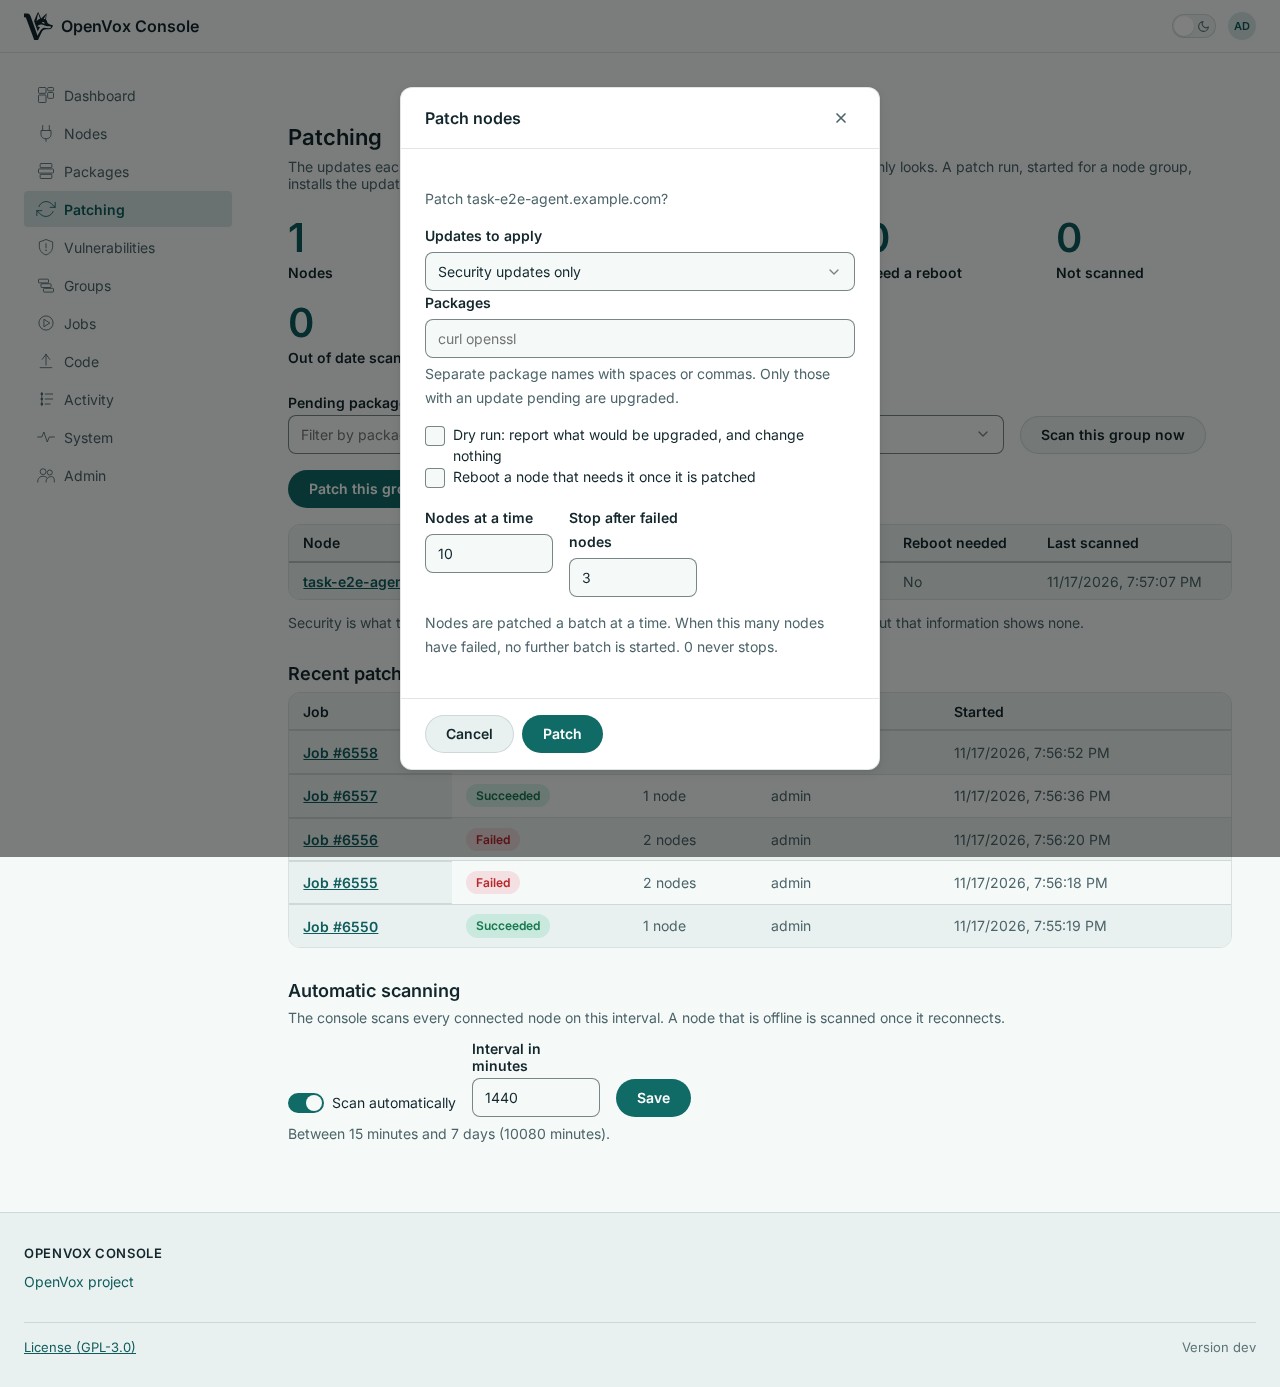 OpenVox Console
AD
Dashboard
Nodes
Packages
Patching
Vulnerabilities
Groups
Jobs
Code
Activity
System
Admin
Patching
The updates eac
nly looks. A patch run, started for a node group,
installs the updat
1
Nodes
0
eed a reboot
0
Not scanned
0
Out of date scan
Pending package
Filter by packa
Scan this group now
Patch this gro
Node
Reboot needed
Last scanned
task-e2e-agen
No
11/17/2026, 7:57:07 PM
Security is what t
ut that information shows none.
Recent patch
Job
Started
Job #6558
11/17/2026, 7:56:52 PM
Job #6557
Succeeded
1 node
admin
11/17/2026, 7:56:36 PM
Job #6556
Failed
2 nodes
admin
11/17/2026, 7:56:20 PM
Job #6555
Failed
2 nodes
admin
11/17/2026, 7:56:18 PM
Job #6550
Succeeded
1 node
admin
11/17/2026, 7:55:19 PM
Patch nodes
Patch task-e2e-agent.example.com?
Updates to apply
Security updates only
Packages
curl openssl
Separate package names with spaces or commas. Only those
with an update pending are upgraded.
Dry run: report what would be upgraded, and change
nothing
Reboot a node that needs it once it is patched
Nodes at a time
10
Stop after failed
nodes
3
Nodes are patched a batch at a time. When this many nodes
have failed, no further batch is started. 0 never stops.
Cancel
Patch
Automatic scanning
The console scans every connected node on this interval. A node that is offline is scanned once it reconnects.
Scan automatically
Interval in
minutes
1440
Save
Between 15 minutes and 7 days (10080 minutes).
OPENVOX CONSOLE
OpenVox project
License (GPL-3.0)
Version dev